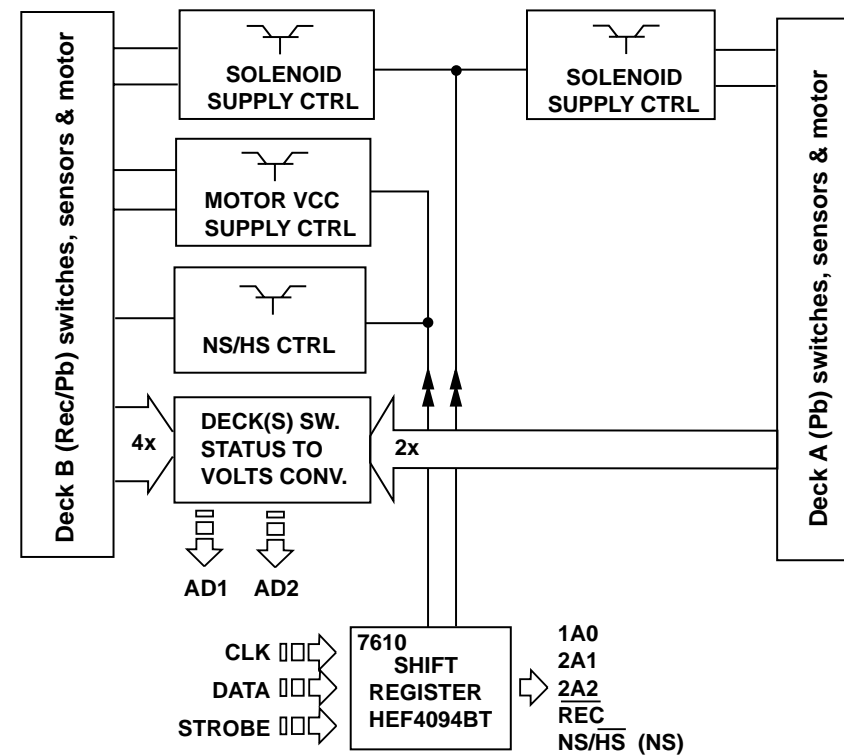 Deck B (Rec/Pb) switches, sensors & motor
SOLENOID
SUPPLY CTRL
SOLENOID
SUPPLY CTRL
Deck A (Pb) switches, sensors & motor
MOTOR VCC
SUPPLY CTRL
NS/HS CTRL
4x
DECK(S) SW.
STATUS TO
VOLTS CONV.
2x
AD1
AD2
CLK
DATA
STROBE
7610
SHIFT
REGISTER
HEF4094BT
1A0
2A1
2A2
R̅E̅C̅
NS/H̅S̅ (NS)